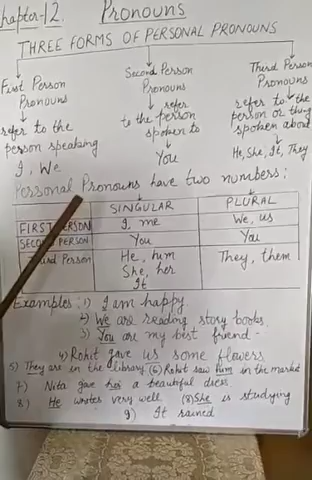 Chapter-12. Pronouns
THREE FORMS OF PERSONAL PRONOUNS
First Person Pronouns
refer to the person speaking
I, We
Second Person Pronouns
refer to the person spoken to
You
Third Person Pronouns
refer to the person or thing spoken about
He, She, It, They
Personal Pronouns have two numbers:
SINGULAR PLURAL
FIRST PERSON I, me We, us
SECOND PERSON You You
Third Person He, him They, them
She, her
It
Examples: 1) I am happy.
2) We are reading story books.
3) You are my best friend.
4) Rohit gave us some flowers
5) They are in the library (6) Rohit saw him in the market
7) Nita gave her a beautiful dress.
8) He writes very well (8) She is studying
9) It rained